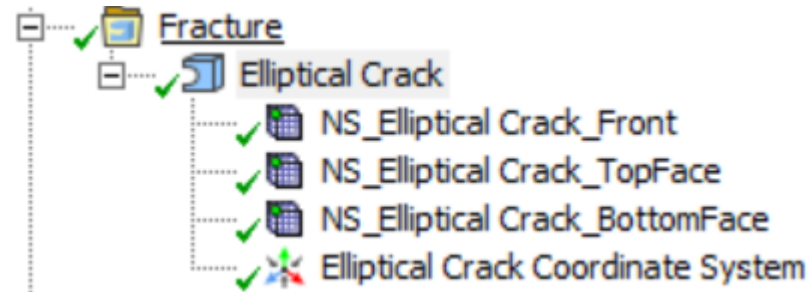 Fracture
Elliptical Crack
NS_Elliptical Crack_Front
NS_Elliptical Crack_TopFace
NS_Elliptical Crack_BottomFace
Elliptical Crack Coordinate System